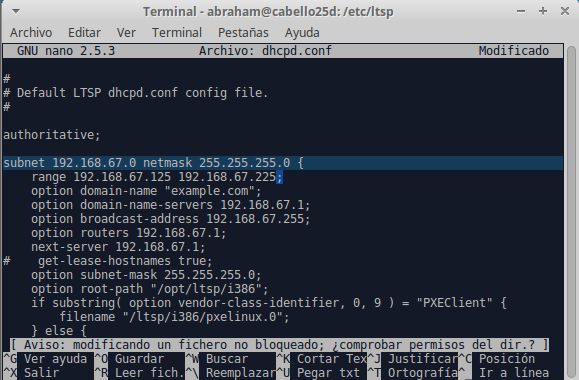 Terminal - abraham@cabello25d: /etc/ltsp
Archivo Editar Ver Terminal Pestañas Ayuda
GNU nano 2.5.3 Archivo: dhcpd.conf Modificado
#
# Default LTSP dhcpd.conf config file.
#
authoritative;
subnet 192.168.67.0 netmask 255.255.255.0 {
range 192.168.67.125 192.168.67.225;
option domain-name "example.com";
option domain-name-servers 192.168.67.1;
option broadcast-address 192.168.67.255;
option routers 192.168.67.1;
next-server 192.168.67.1;
# get-lease-hostnames true;
option subnet-mask 255.255.255.0;
option root-path "/opt/ltsp/i386";
if substring( option vendor-class-identifier, 0, 9 ) = "PXEClient" {
filename "/ltsp/i386/pxelinux.0";
} else {
[ Aviso: modificando un fichero no bloqueado; ¿comprobar permisos del dir.? ]
^G Ver ayuda ^O Guardar ^W Buscar ^K Cortar Tex ^J Justificar ^C Posición
^X Salir ^R Leer fich. ^\ Reemplazar ^U Pegar txt ^T Ortografía ^_ Ir a línea